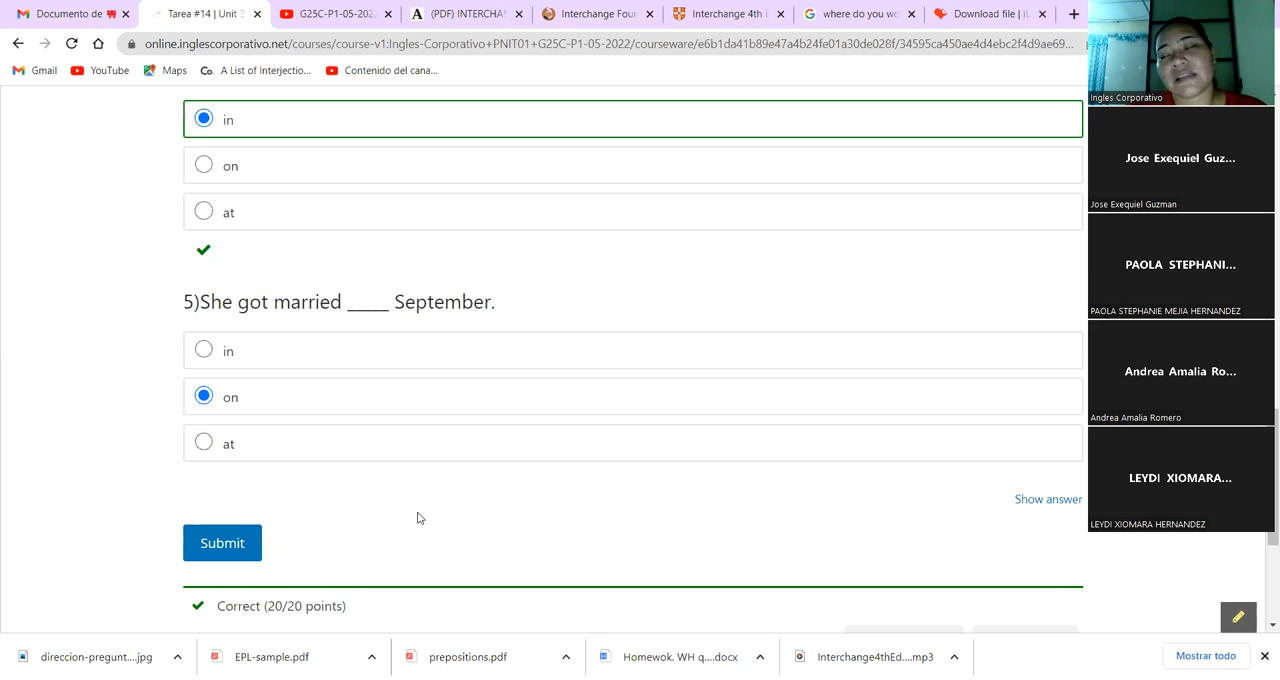 Documento de
Tarea #14 | Unit 3
G25C-P1-05-202
(PDF) INTERCHAN
Interchange Four
Interchange 4th E
where do you wo
Download file | iL
online.inglescorporativo.net/courses/course-v1:Ingles-Corporativo+PNIT01+G25C-P1-05-2022/courseware/e6b1da41b89e47a4b24fe01a30de028f/34595ca450ae4d4ebc2f4d9ae69...
Gmail
YouTube
Maps
A List of Interjectio...
Contenido del cana...
in
on
at
5)She got married _____ September.
in
on
at
Show answer
Submit
Correct (20/20 points)
Ingles Corporativo
Jose Exequiel Guz...
Jose Exequiel Guzman
PAOLA STEPHANI...
PAOLA STEPHANIE MEJIA HERNANDEZ
Andrea Amalia Ro...
Andrea Amalia Romero
LEYDI XIOMARA...
LEYDI XIOMARA HERNANDEZ
direccion-pregunt....jpg
EPL-sample.pdf
prepositions.pdf
Homewok. WH q....docx
Interchange4thEd....mp3
Mostrar todo